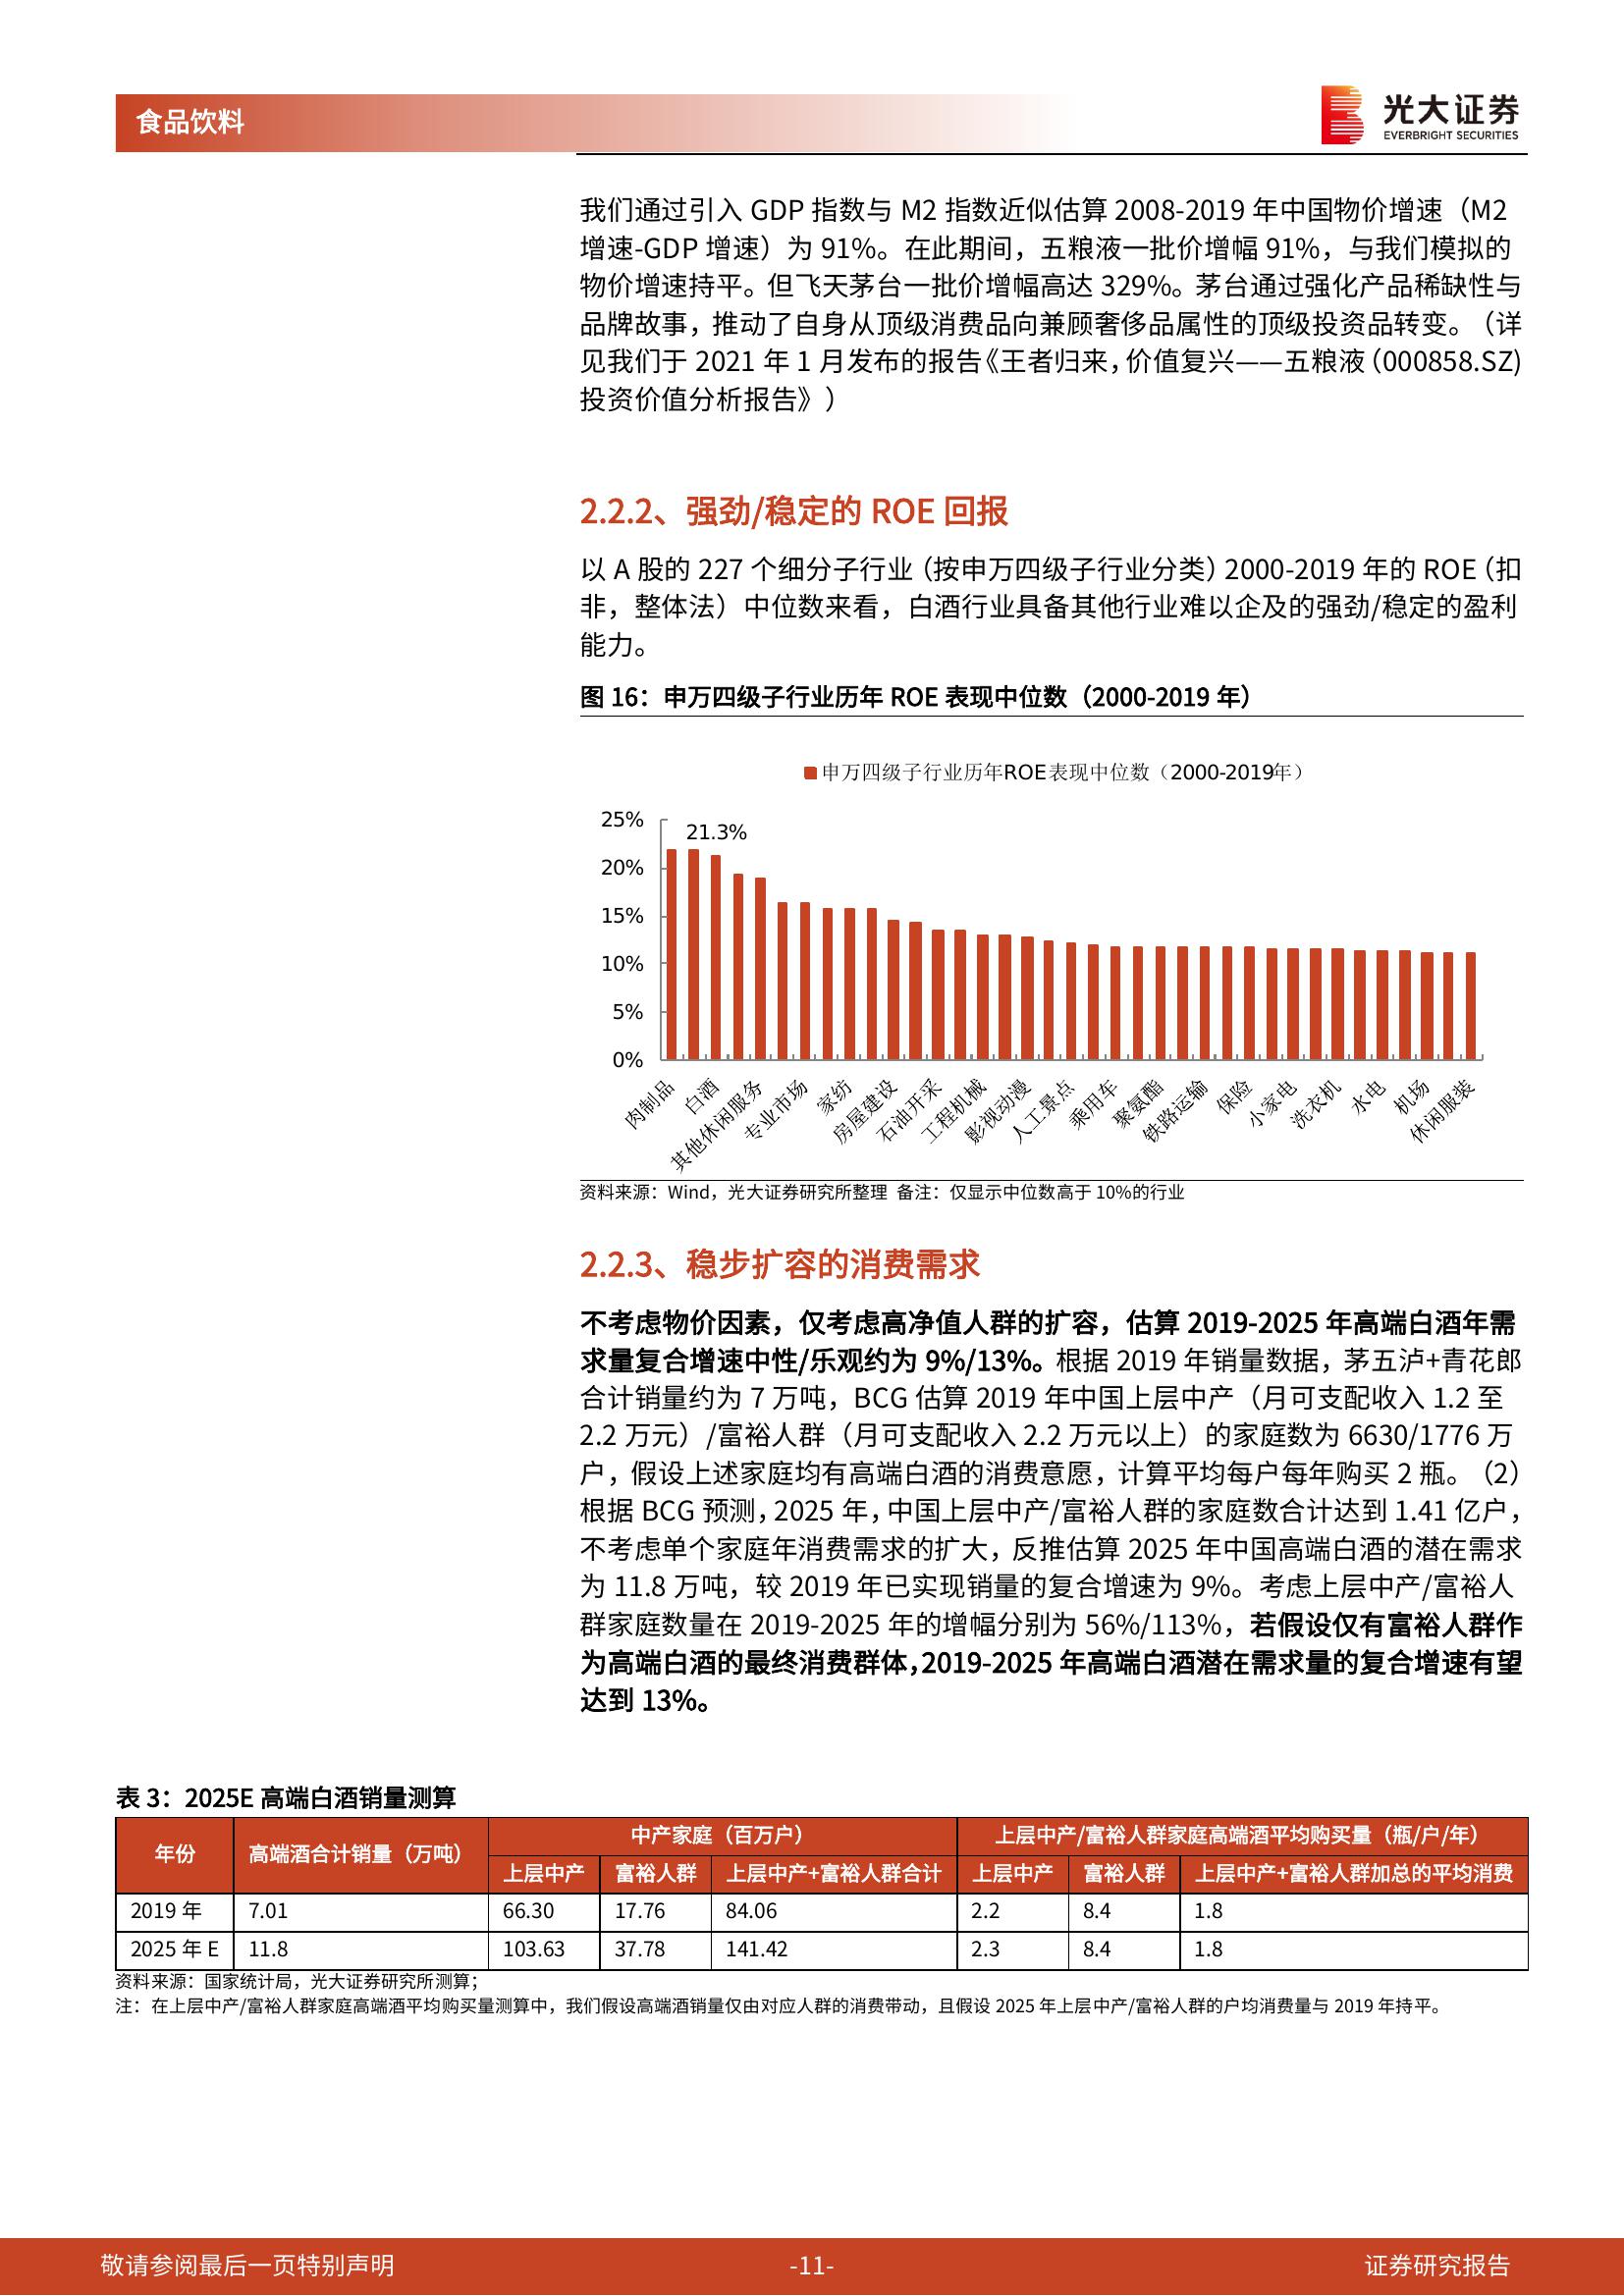 食品饮料
光大证券
EVERBRIGHT SECURITIES
我们通过引入 GDP 指数与 M2 指数近似估算 2008-2019 年中国物价增速（M2
增速-GDP 增速）为 91%。在此期间，五粮液一批价增幅 91%，与我们模拟的
物价增速持平。但飞天茅台一批价增幅高达 329%。茅台通过强化产品稀缺性与
品牌故事，推动了自身从顶级消费品向兼顾奢侈品属性的顶级投资品转变。（详
见我们于 2021 年 1 月发布的报告《王者归来，价值复兴——五粮液（000858.SZ)
投资价值分析报告》）
2.2.2、强劲/稳定的 ROE 回报
以 A 股的 227 个细分子行业（按申万四级子行业分类）2000-2019 年的 ROE（扣
非，整体法）中位数来看，白酒行业具备其他行业难以企及的强劲/稳定的盈利
能力。
图 16：申万四级子行业历年 ROE 表现中位数（2000-2019 年）
申万四级子行业历年ROE表现中位数（2000-2019年）
25%
21.3%
20%
15%
10%
5%
0%
肉制品
白酒
其他休闲服务
专业市场
家纺
房屋建设
石油开采
工程机械
影视动漫
人工景点
乘用车
聚氨酯
铁路运输
保险
小家电
洗衣机
水电
机场
休闲服装
资料来源：Wind，光大证券研究所整理 备注：仅显示中位数高于 10%的行业
2.2.3、稳步扩容的消费需求
不考虑物价因素，仅考虑高净值人群的扩容，估算 2019-2025 年高端白酒年需
求量复合增速中性/乐观约为 9%/13%。根据 2019 年销量数据，茅五泸+青花郎
合计销量约为 7 万吨，BCG 估算 2019 年中国上层中产（月可支配收入 1.2 至
2.2 万元）/富裕人群（月可支配收入 2.2 万元以上）的家庭数为 6630/1776 万
户，假设上述家庭均有高端白酒的消费意愿，计算平均每户每年购买 2 瓶。（2）
根据 BCG 预测，2025 年，中国上层中产/富裕人群的家庭数合计达到 1.41 亿户，
不考虑单个家庭年消费需求的扩大，反推估算 2025 年中国高端白酒的潜在需求
为 11.8 万吨，较 2019 年已实现销量的复合增速为 9%。考虑上层中产/富裕人
群家庭数量在 2019-2025 年的增幅分别为 56%/113%，若假设仅有富裕人群作
为高端白酒的最终消费群体，2019-2025 年高端白酒潜在需求量的复合增速有望
达到 13%。
表 3：2025E 高端白酒销量测算
年份 高端酒合计销量（万吨） 中产家庭（百万户） 上层中产/富裕人群家庭高端酒平均购买量（瓶/户/年）
上层中产 富裕人群 上层中产+富裕人群合计 上层中产 富裕人群 上层中产+富裕人群加总的平均消费
2019 年 7.01 66.30 17.76 84.06 2.2 8.4 1.8
2025 年 E 11.8 103.63 37.78 141.42 2.3 8.4 1.8
资料来源：国家统计局，光大证券研究所测算；
注：在上层中产/富裕人群家庭高端酒平均购买量测算中，我们假设高端酒销量仅由对应人群的消费带动，且假设 2025 年上层中产/富裕人群的户均消费量与 2019 年持平。
敬请参阅最后一页特别声明 -11- 证券研究报告